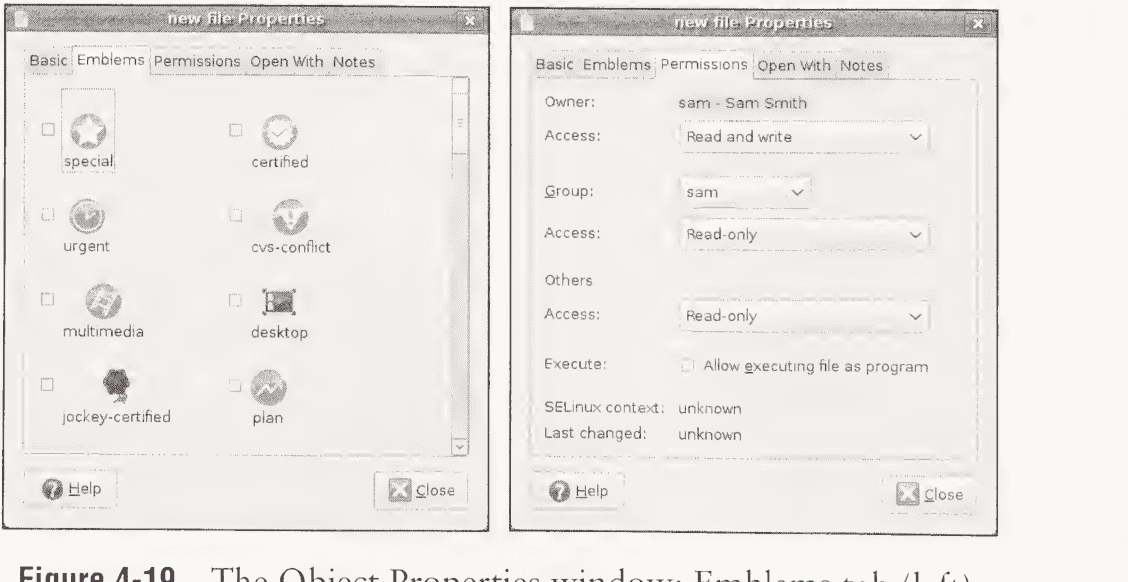 new file Properties
Basic Emblems Permissions Open With Notes
special
certified
urgent
cvs-conflict
multimedia
desktop
jockey-certified
plan
Help
Close
new file Properties
Basic Emblems Permissions Open With Notes
Owner: sam - Sam Smith
Access: Read and write
Group: sam
Access: Read-only
Others
Access: Read-only
Execute: Allow executing file as program
SELinux context: unknown
Last changed: unknown
Help
Close
Figure 4-19 The Object Properties window: Emblems tab (left)